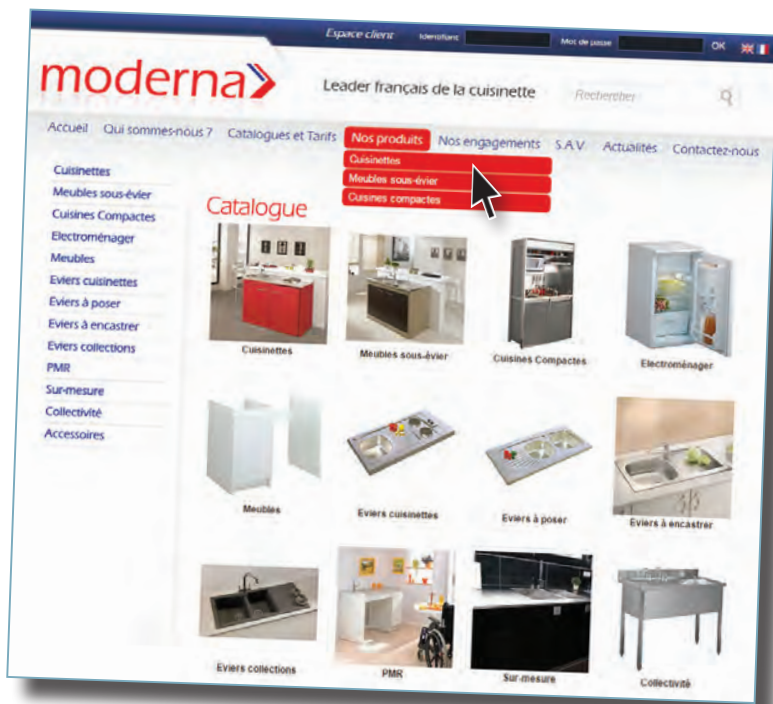 Espace client Identifiant Mot de passe OK
moderna
Leader français de la cuisinette
Rechercher
Accueil Qui sommes-nous ? Catalogues et Tarifs Nos produits Nos engagements S.A.V. Actualités Contactez-nous
Cuisinettes
Meubles sous-évier
Cuisines compactes
Cuisinettes
Meubles sous-évier
Cuisines Compactes
Electroménager
Meubles
Eviers cuisinettes
Eviers à poser
Eviers à encastrer
Eviers collections
PMR
Sur-mesure
Collectivité
Accessoires
Catalogue
Cuisinettes Meubles sous-évier Cuisines Compactes Electroménager
Meubles Eviers cuisinettes Eviers à poser Eviers à encastrer
Eviers collections PMR Sur-mesure Collectivité